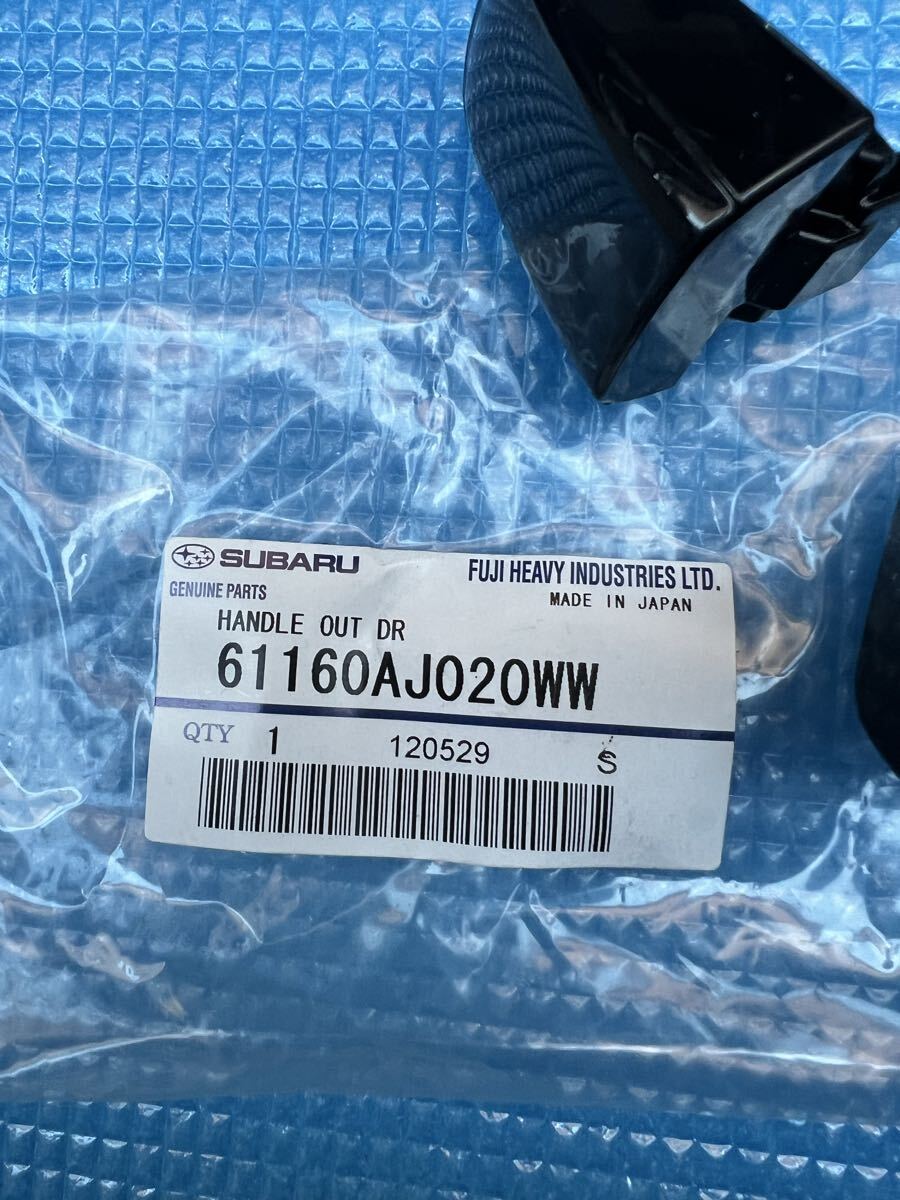 SUBARU
FUJI HEAVY INDUSTRIES LTD.
GENUINE PARTS
MADE IN JAPAN
HANDLE OUT DR
61160AJ020WW
QTY 1 120529 S